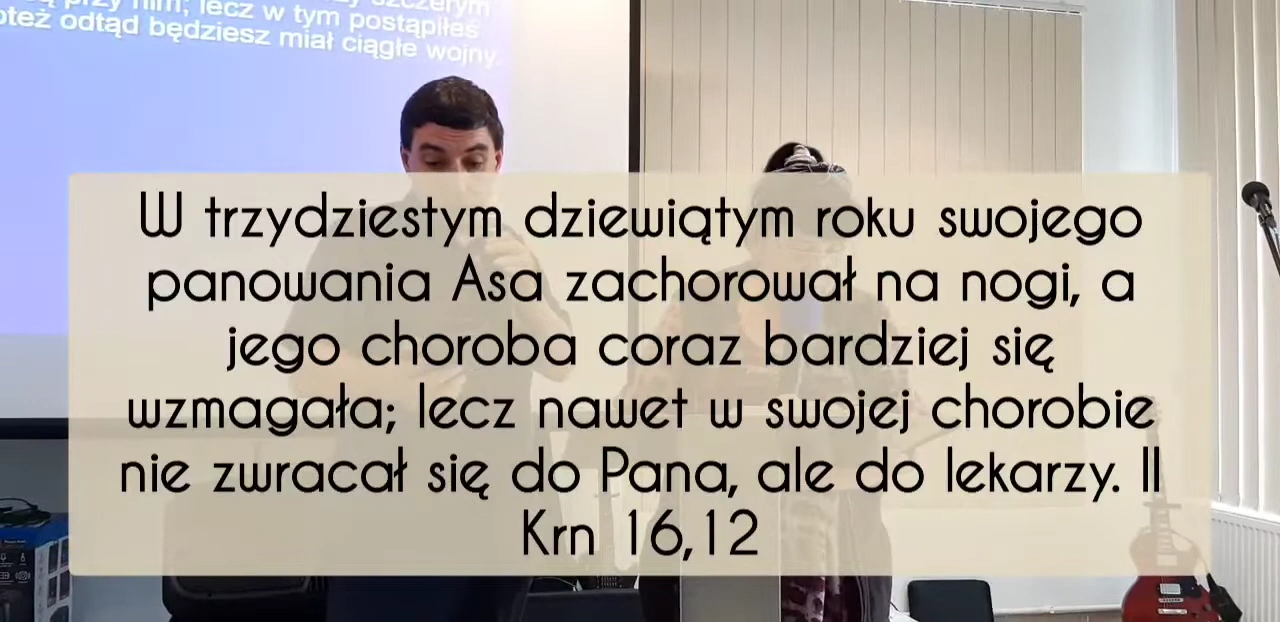 przy nim; lecz w tym postąpiłeś
odtąd będziesz miał ciągłe wojny.
W trzydziestym dziewiątym roku swojego
panowania Asa zachorował na nogi, a
jego choroba coraz bardziej się
wzmagała; lecz nawet w swojej chorobie
nie zwracał się do Pana, ale do lekarzy. II
Krn 16,12